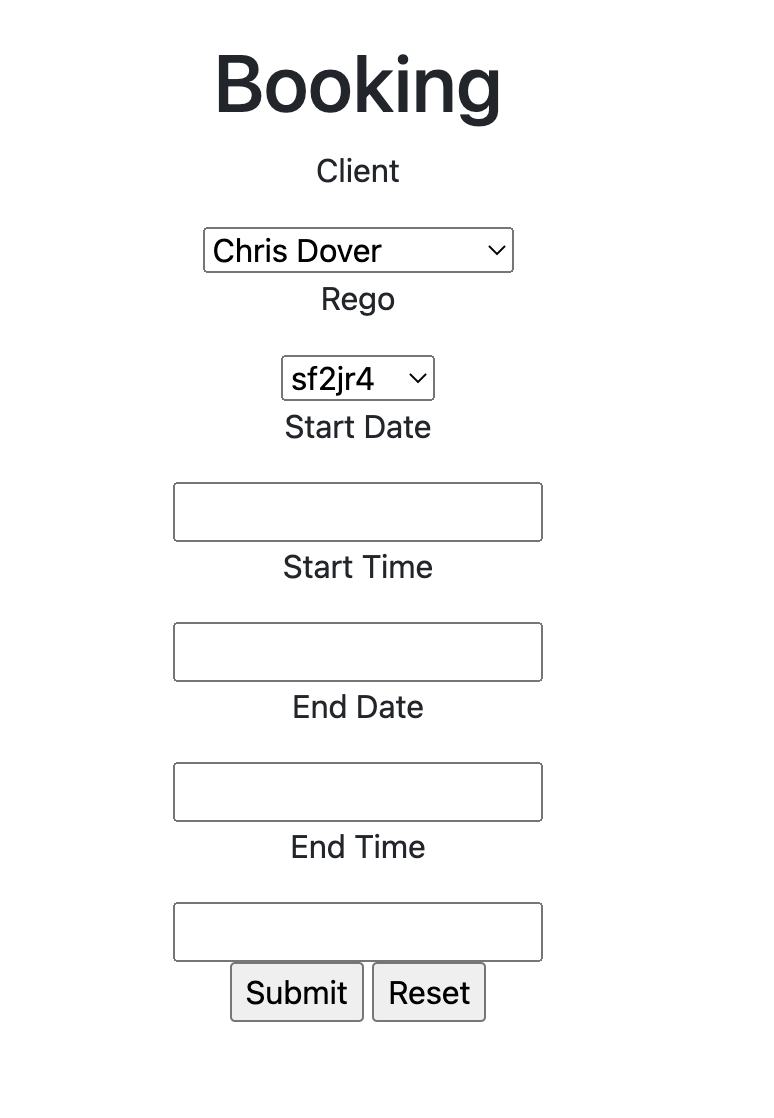 Booking
Client
Chris Dover
Rego
sf2jr4
Start Date
Start Time
End Date
End Time
Submit Reset